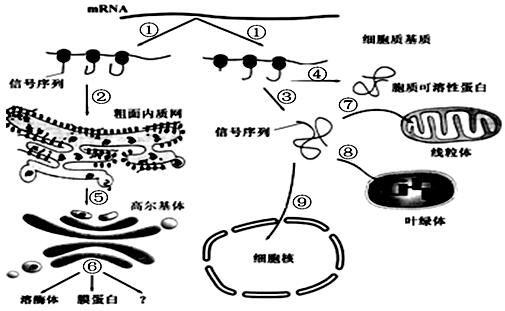 mRNA
① ①
细胞质基质
信号序列
④
胞质可溶性蛋白
② ③
粗面内质网
⑦
信号序列
线粒体
⑧
⑤
高尔基体
叶绿体
⑨
细胞核
⑥
溶酶体 膜蛋白 ?